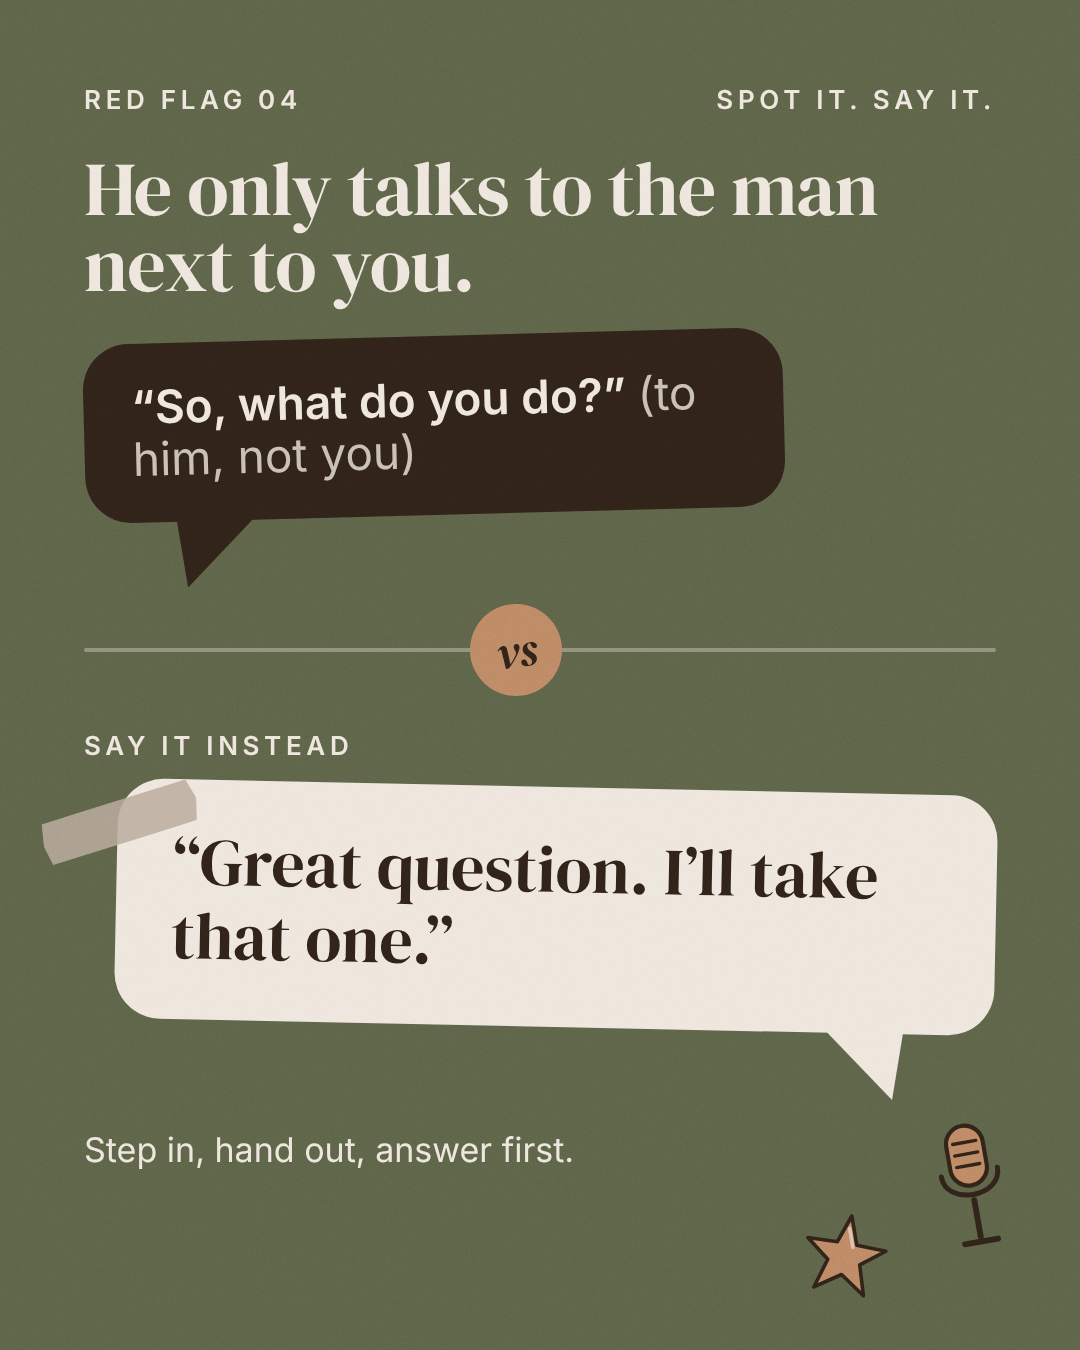 RED FLAG 04
SPOT IT. SAY IT.
He only talks to the man
next to you.
“So, what do you do?” (to
him, not you)
vs
SAY IT INSTEAD
“Great question. I’ll take
that one.”
Step in, hand out, answer first.